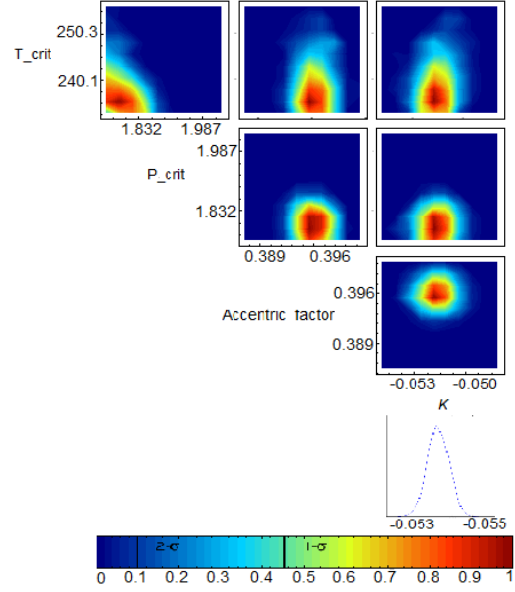 250.3
T_crit
240.1
1.832 1.987
1.987
P_crit
1.832
0.389 0.396
0.396
Accentric factor
0.389
-0.053 -0.050
K
-0.053 -0.055
2-σ 1-σ
0 0.1 0.2 0.3 0.4 0.5 0.6 0.7 0.8 0.9 1